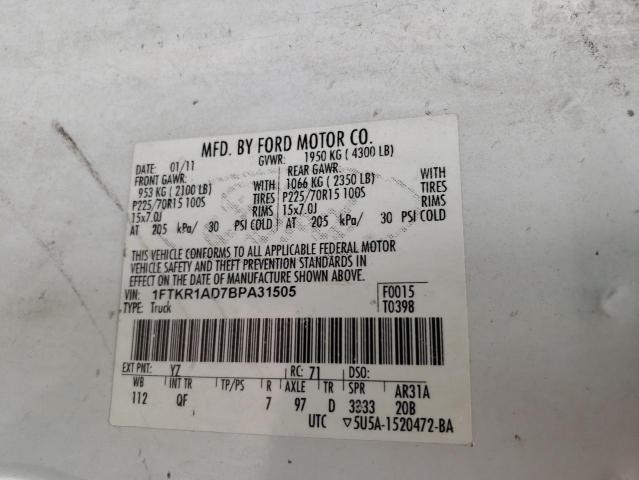 MFD. BY FORD MOTOR CO.
DATE: 01/11 GVWR: 1950 KG ( 4300 LB)
FRONT GAWR: REAR GAWR:
953 KG ( 2100 LB) WITH 1066 KG ( 2350 LB) WITH
P225/70R15 100S TIRES P225/70R15 100S TIRES
15x7.0J RIMS 15x7.0J RIMS
AT 205 kPa/ 30 PSI COLD AT 205 kPa/ 30 PSI COLD
THIS VEHICLE CONFORMS TO ALL APPLICABLE FEDERAL MOTOR
VEHICLE SAFETY AND THEFT PREVENTION STANDARDS IN
EFFECT ON THE DATE OF MANUFACTURE SHOWN ABOVE.
VIN: 1FTKR1AD7BPA31505 F0015
TYPE: Truck T0398
EXT PNT: YZ RC: 71 DSO:
WB INT TR TP/PS R AXLE TR SPR AR31A
112 QF 7 97 D 3333 20B
UTC ▽5U5A-1520472-BA